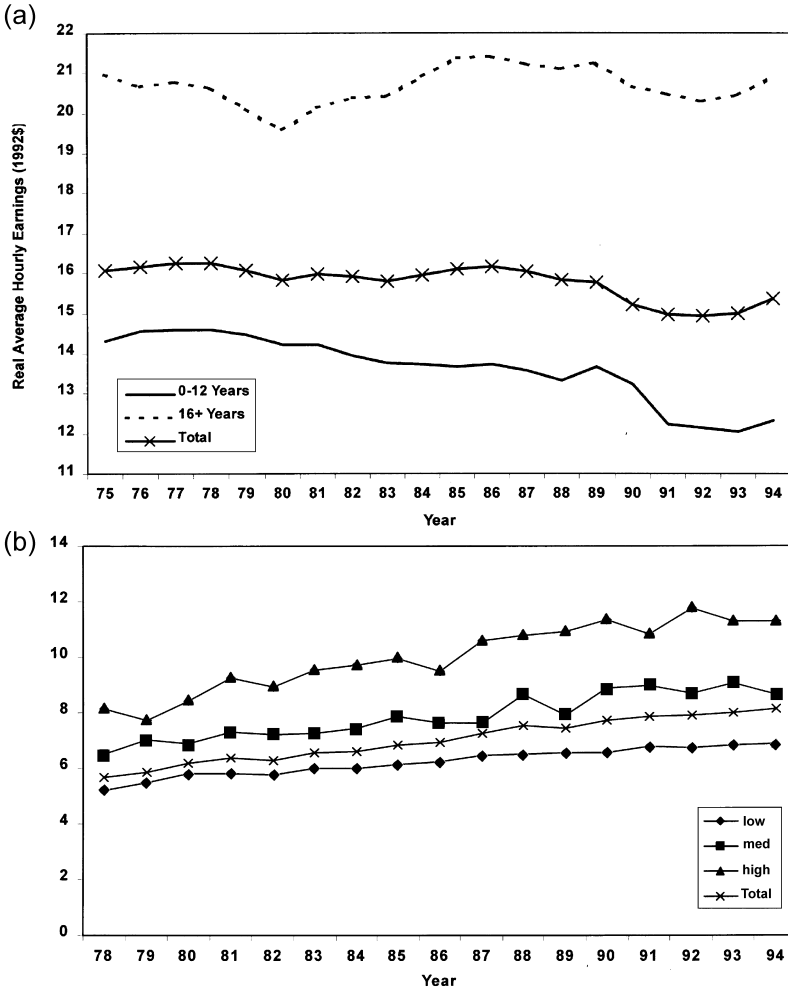 (a)
22
21
20
19
18
17
16
15
14
13
12
11
Real Average Hourly Earnings (1992$)
0-12 Years
16+ Years
Total
75 76 77 78 79 80 81 82 83 84 85 86 87 88 89 90 91 92 93 94
Year
(b)
14
12
10
8
6
4
2
0
low
med
high
Total
78 79 80 81 82 83 84 85 86 87 88 89 90 91 92 93 94
Year